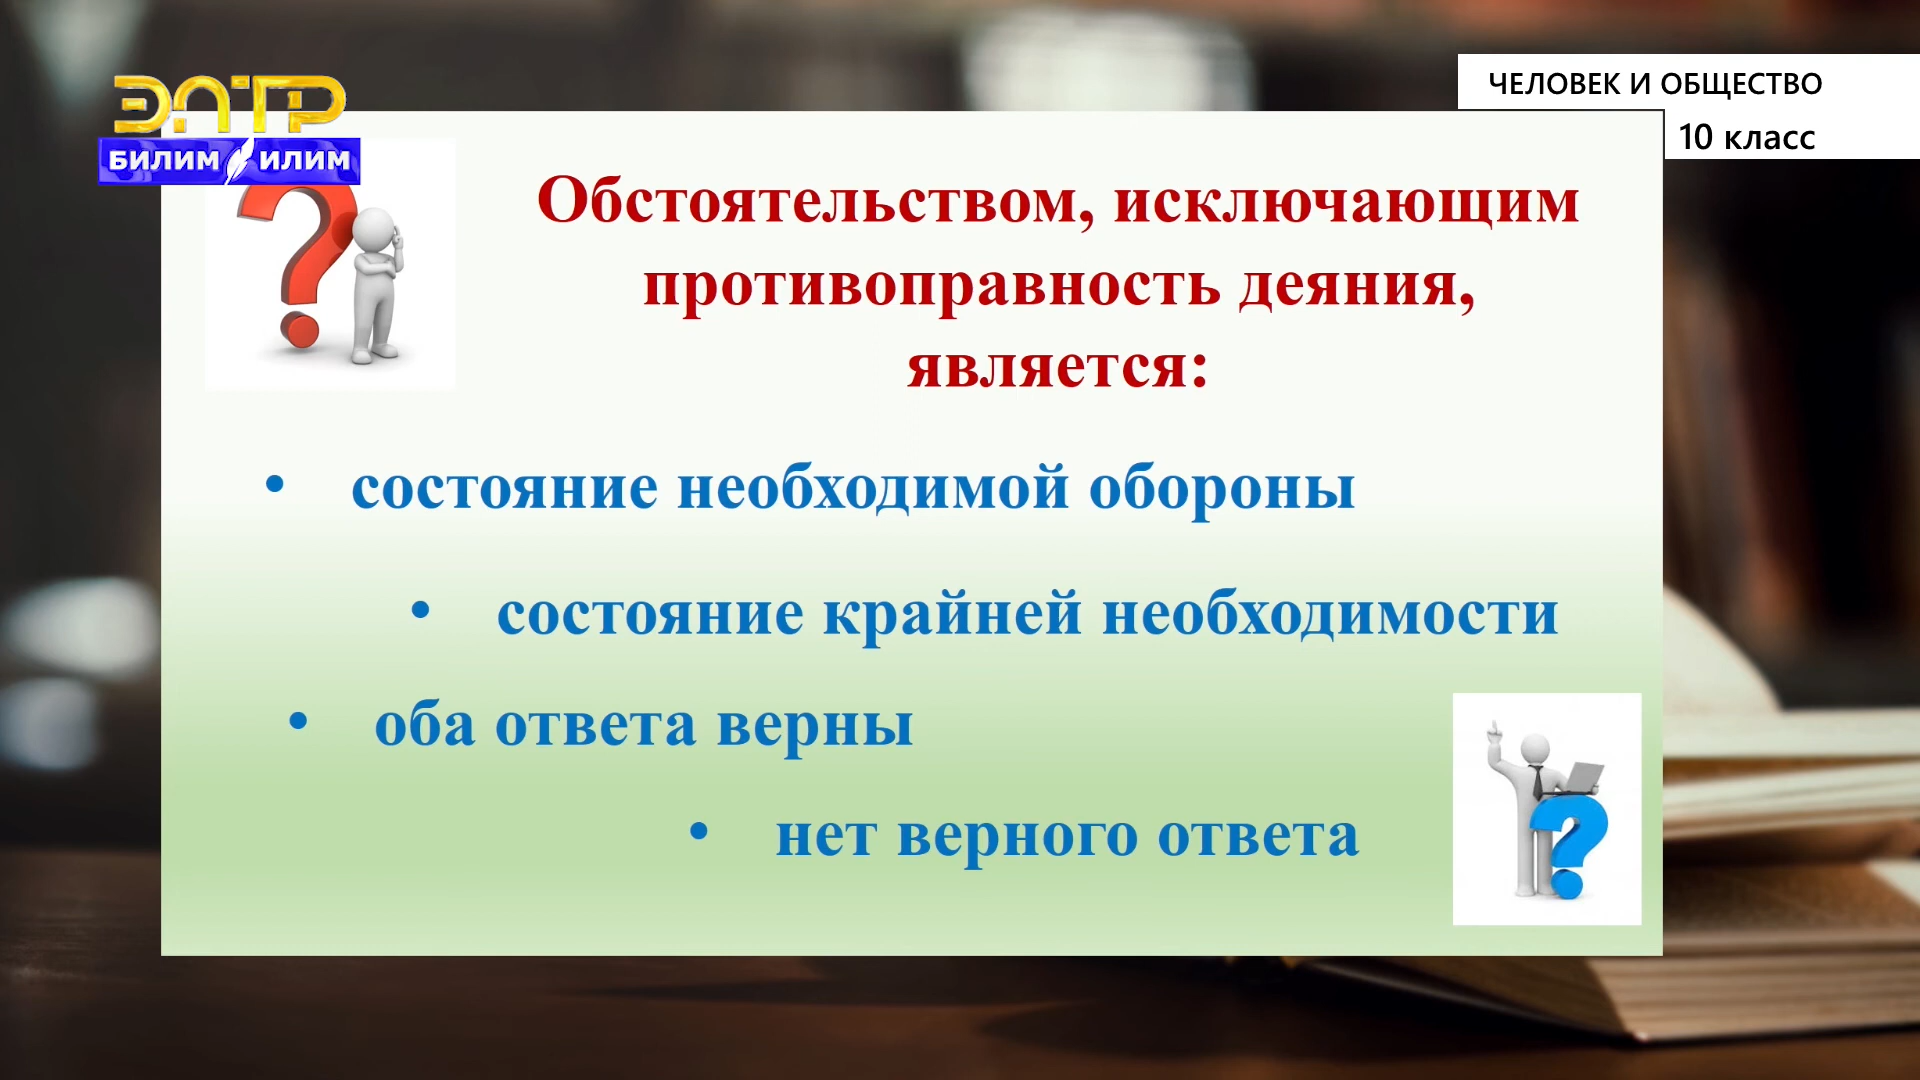 ЭЛТР
БИЛИМ ИЛИМ
ЧЕЛОВЕК И ОБЩЕСТВО
10 класс
Обстоятельством, исключающим
противоправность деяния,
является:
• состояние необходимой обороны
• состояние крайней необходимости
• оба ответа верны
• нет верного ответа